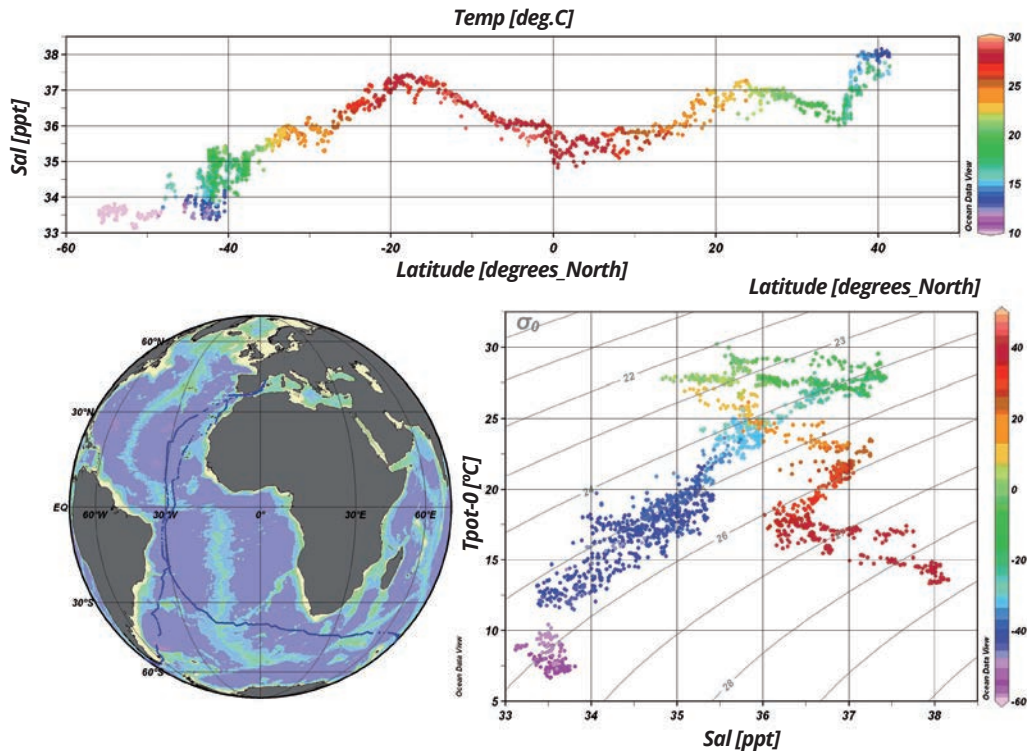 Temp [deg.C]
Sal [ppt]
38
37
36
35
34
33
-60
-40
-20
0
20
40
Latitude [degrees_North]
30
25
20
15
10
Ocean Data View
60°N
30°N
EQ
60°W
30°W
0°
30°E
60°E
30°S
60°S
Ocean Data View
Latitude [degrees_North]
σ0
Tpot-0 [°C]
30
25
20
15
10
5
22
23
24
26
28
33
34
35
36
37
38
Sal [ppt]
40
20
0
-20
-40
-60
Ocean Data View